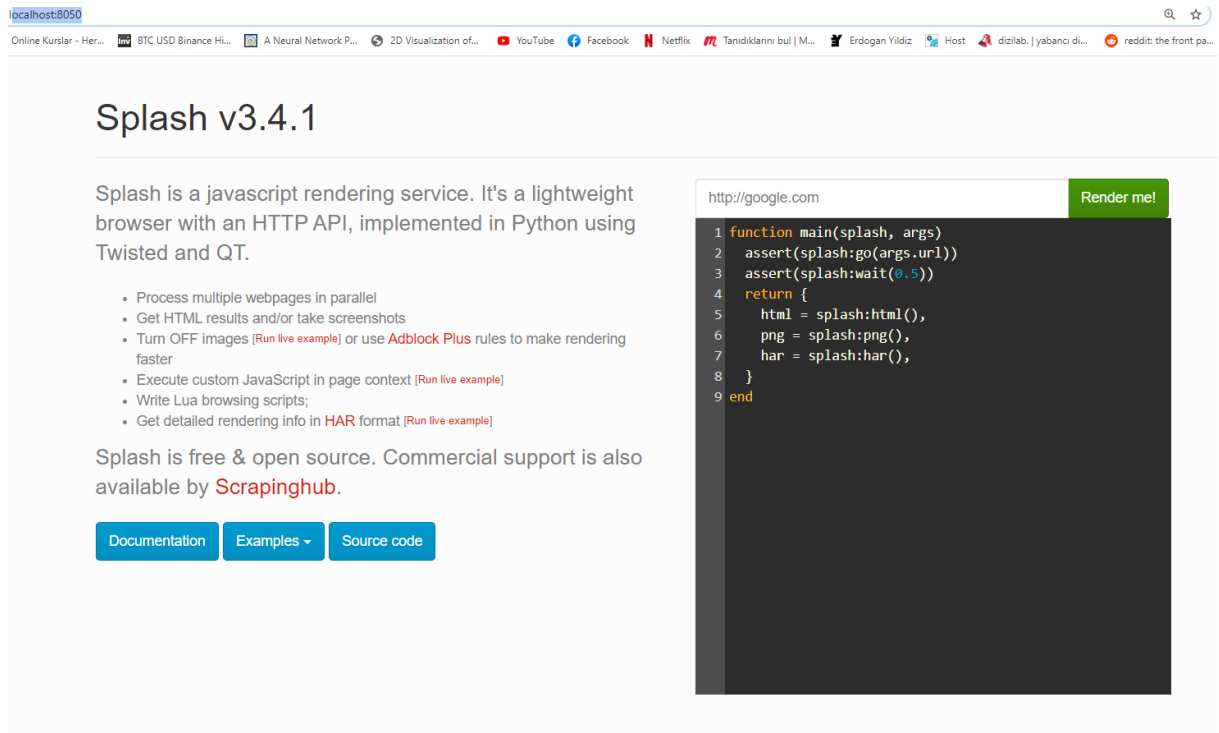 localhost:8050
Online Kurslar - Her... Inv BTC USD Binance Hi... A Neural Network P... 2D Visualization of... YouTube Facebook N Netflix m Tanıdıklarını bul | M... Erdogan Yildiz Host dizilab. | yabancı di... reddit: the front pa...
Splash v3.4.1
Splash is a javascript rendering service. It's a lightweight
browser with an HTTP API, implemented in Python using
Twisted and QT.
• Process multiple webpages in parallel
• Get HTML results and/or take screenshots
• Turn OFF images [Run live example] or use Adblock Plus rules to make rendering
faster
• Execute custom JavaScript in page context [Run live example]
• Write Lua browsing scripts;
• Get detailed rendering info in HAR format [Run live example]
Splash is free & open source. Commercial support is also
available by Scrapinghub.
Documentation Examples Source code
http://google.com Render me!
1 function main(splash, args)
2   assert(splash:go(args.url))
3   assert(splash:wait(0.5))
4   return {
5     html = splash:html(),
6     png = splash:png(),
7     har = splash:har(),
8   }
9 end